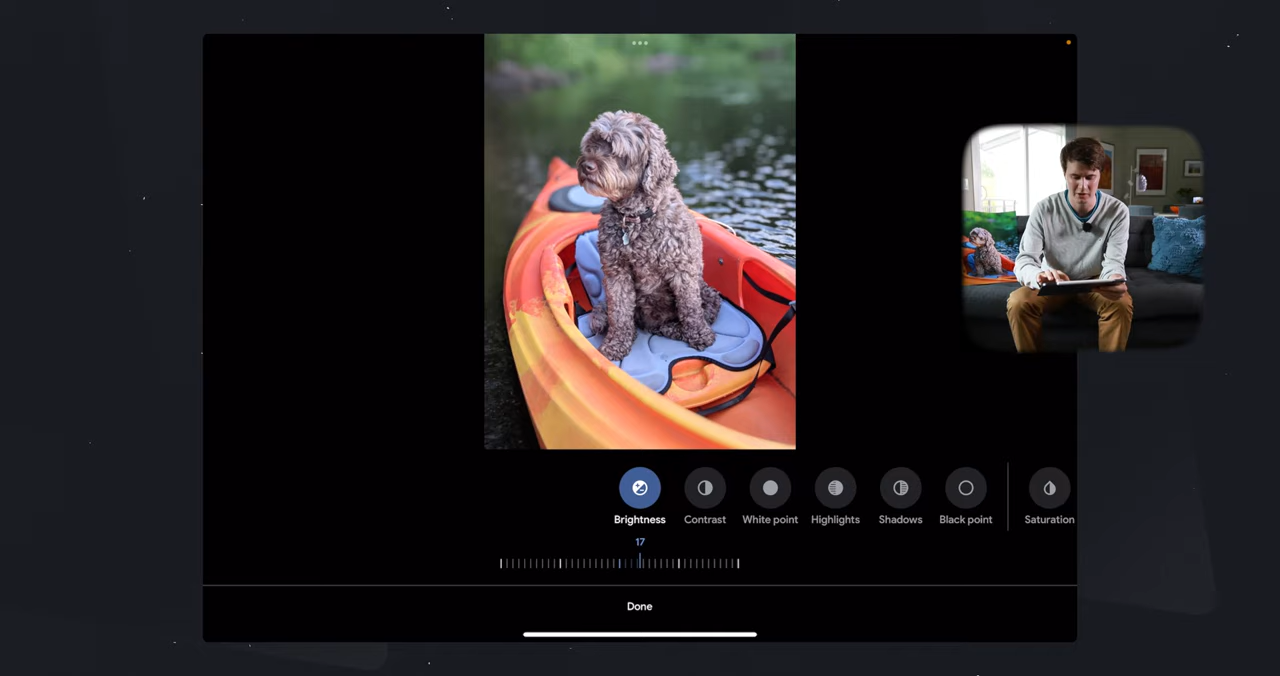 Brightness
Contrast
White point
Highlights
Shadows
Black point
Saturation
17
Done